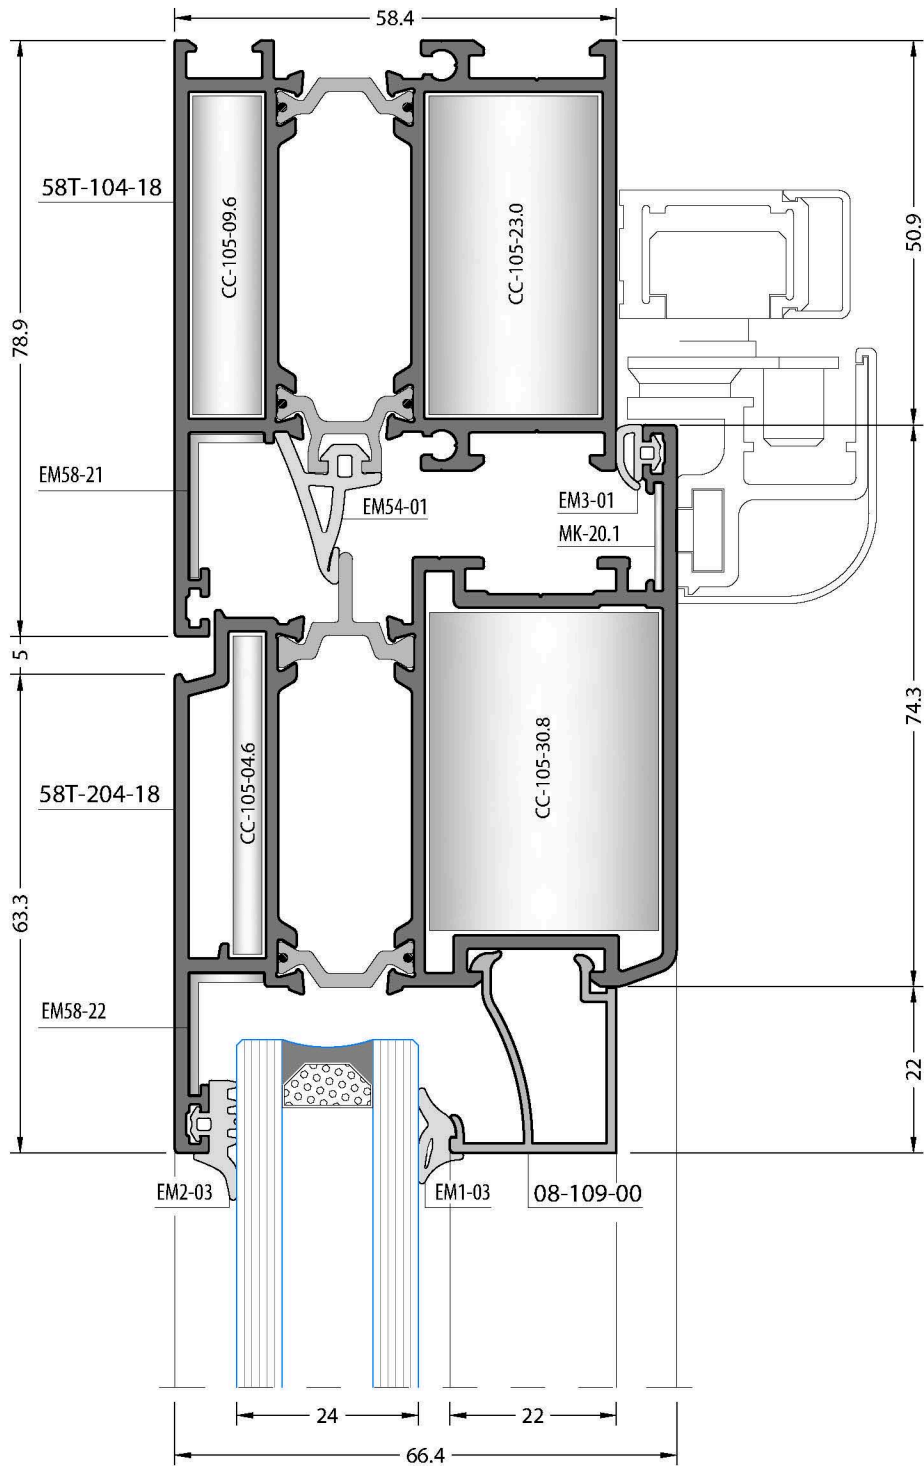 58.4
58T-104-18
CC-105-09.6
CC-105-23.0
50.9
78.9
EM58-21
EM54-01
EM3-01
MK-20.1
5
74.3
58T-204-18
CC-105-04.6
CC-105-30.8
63.3
EM58-22
22
EM2-03
EM1-03
08-109-00
24
22
66.4